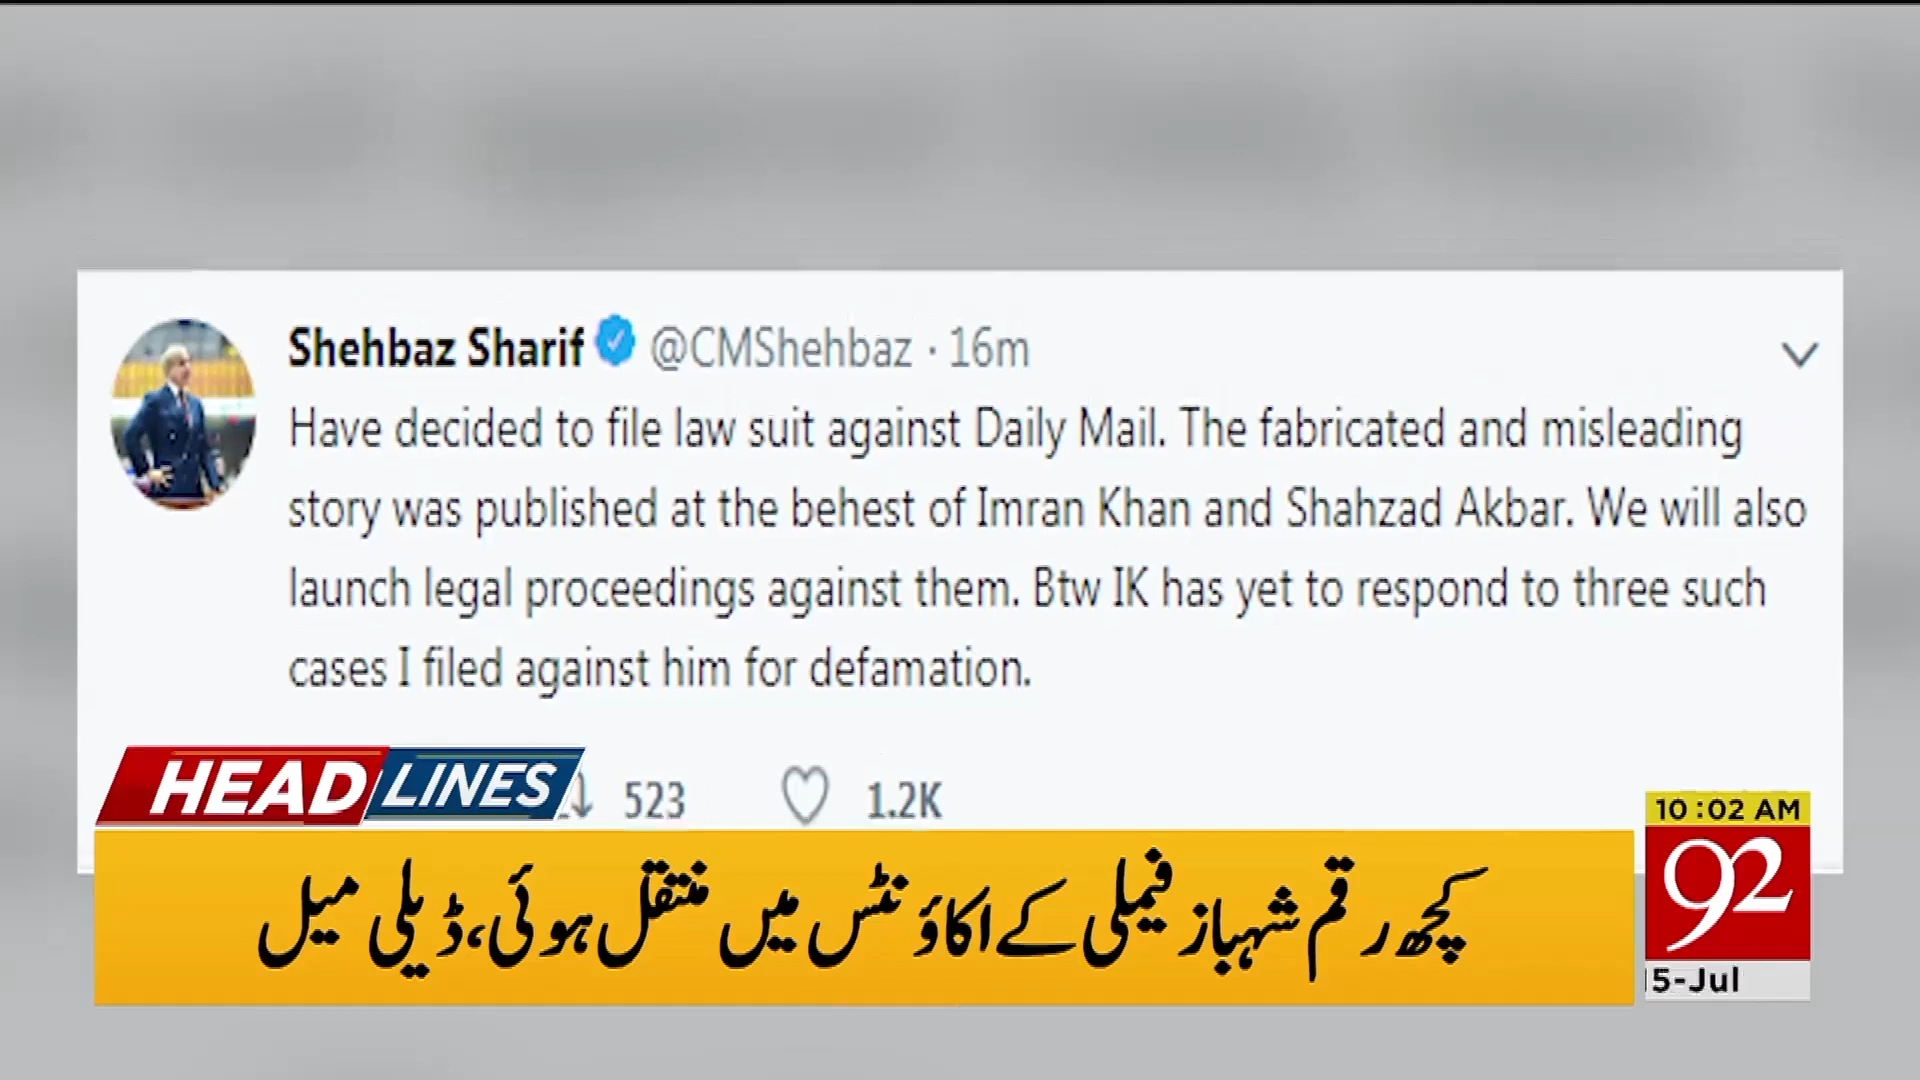 Shehbaz Sharif @CMShehbaz · 16m
Have decided to file law suit against Daily Mail. The fabricated and misleading
story was published at the behest of Imran Khan and Shahzad Akbar. We will also
launch legal proceedings against them. Btw IK has yet to respond to three such
cases I filed against him for defamation.
523 1.2K
HEADLINES
10:02 AM
کچھ رقم شہباز فیملی کے اکاؤنٹس میں منتقل ہوئی، ڈیلی میل
92
5-Jul